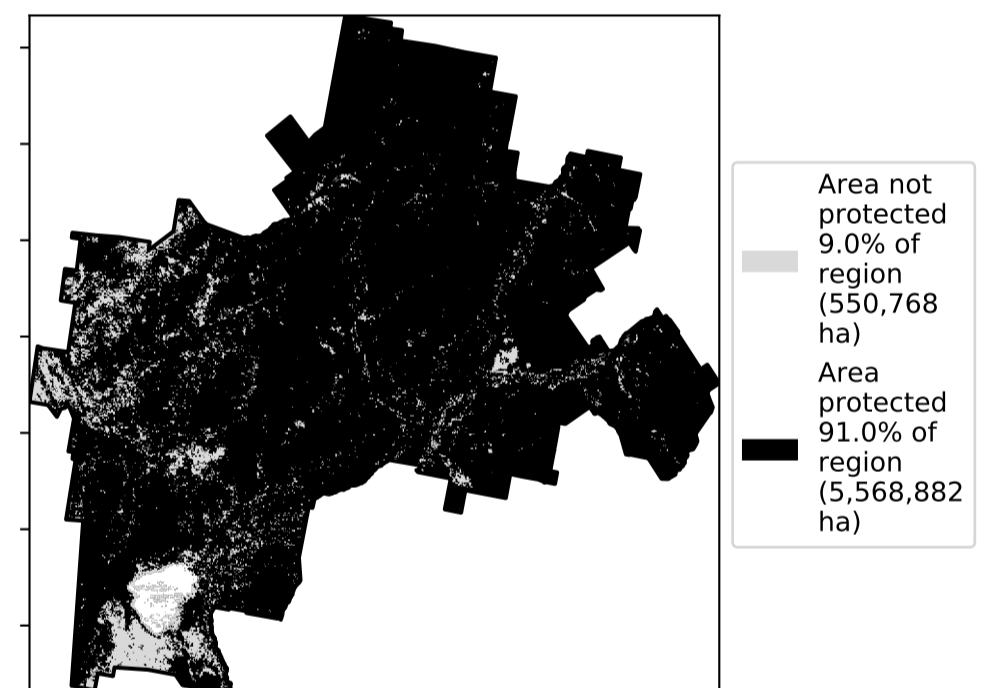 Area not
protected
9.0% of
region
(550,768
ha)
Area
protected
91.0% of
region
(5,568,882
ha)